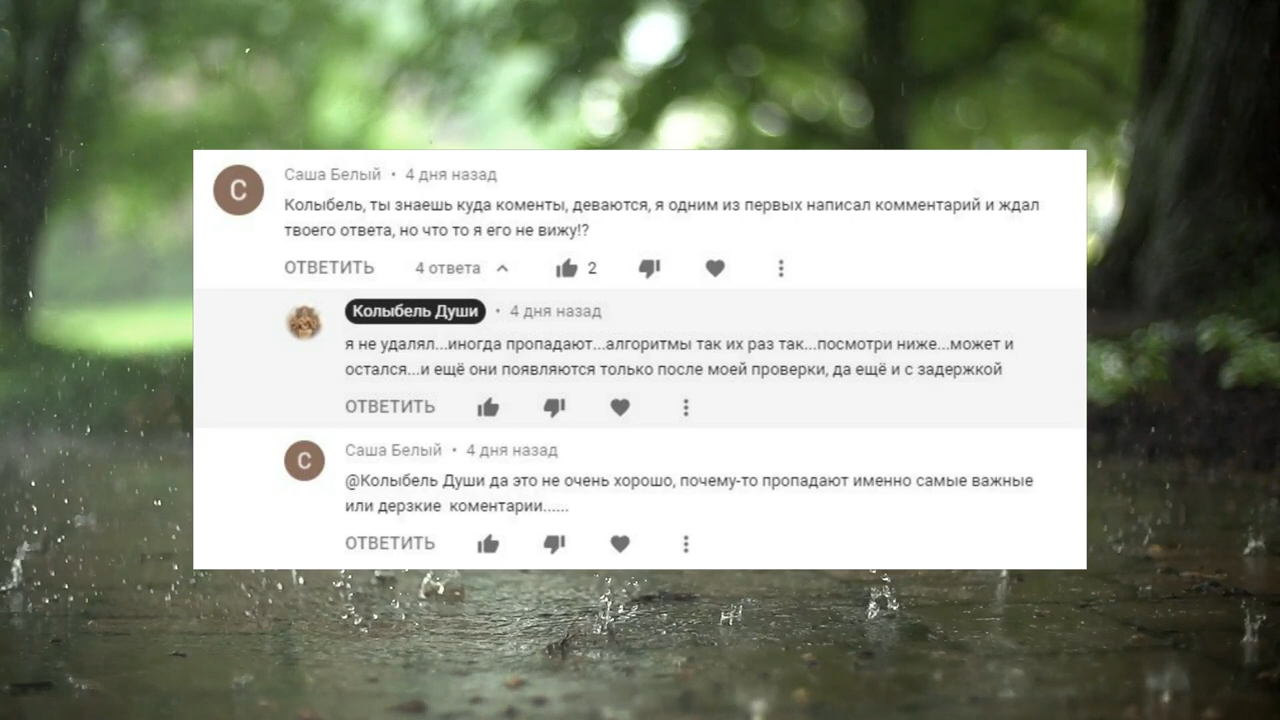 Саша Белый • 4 дня назад
Колыбель, ты знаешь куда коменты, деваются, я одним из первых написал комментарий и ждал
твоего ответа, но что то я его не вижу!?
ОТВЕТИТЬ 4 ответа 2
Колыбель Души • 4 дня назад
я не удалял...иногда пропадают...алгоритмы так их раз так...посмотри ниже...может и
остался...и ещё они появляются только после моей проверки, да ещё и с задержкой
ОТВЕТИТЬ
Саша Белый • 4 дня назад
@Колыбель Души да это не очень хорошо, почему-то пропадают именно самые важные
или дерзкие  коментарии......
ОТВЕТИТЬ